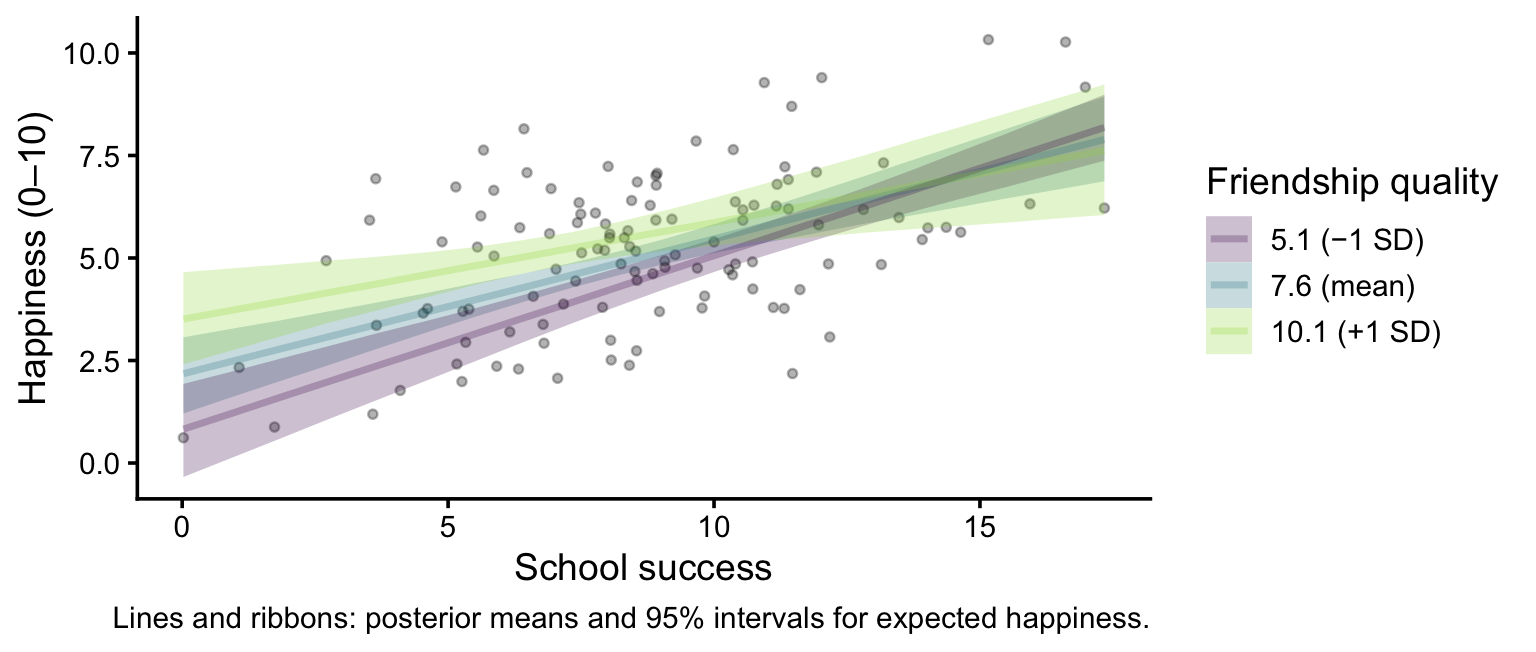 Happiness (0–10)
10.0
7.5
5.0
2.5
0.0
0
5
10
15
School success
Friendship quality
5.1 (−1 SD)
7.6 (mean)
10.1 (+1 SD)
Lines and ribbons: posterior means and 95% intervals for expected happiness.